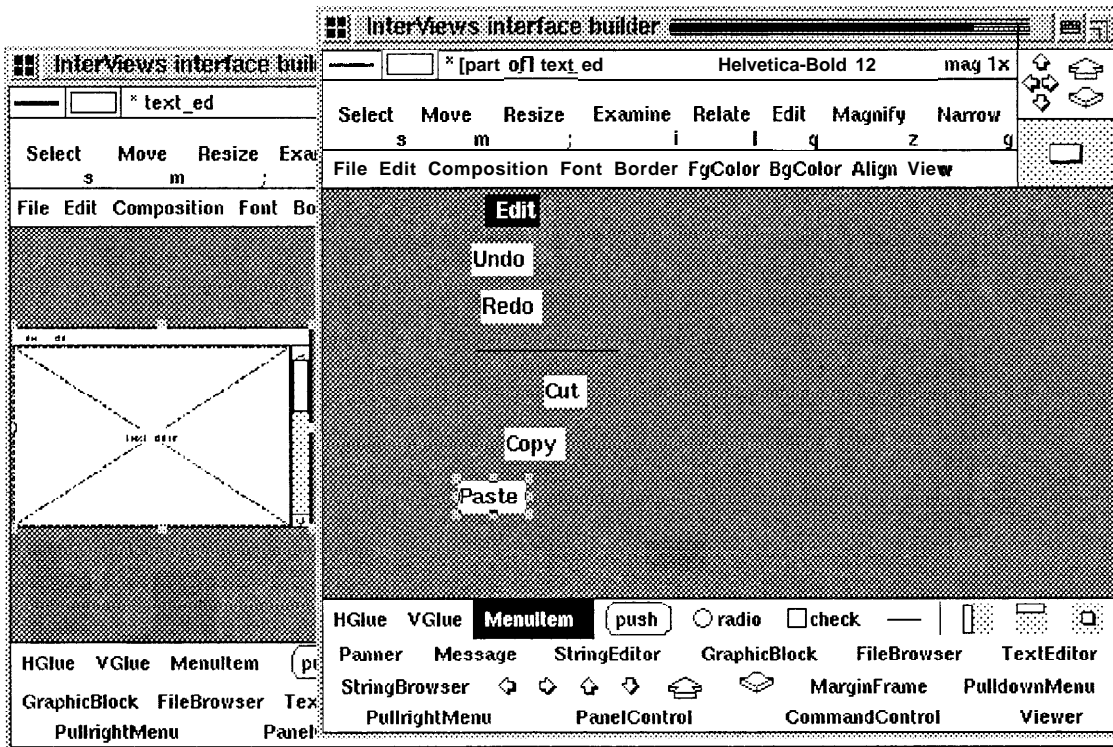 InterViews interface builder
* [part of] text_ed Helvetica-Bold 12 mag 1x
Select Move Resize Examine Relate Edit Magnify Narrow
s m ; i l q z g
File Edit Composition Font Border FgColor BgColor Align View
Edit
Undo
Redo
Cut
Copy
Paste
HGlue VGlue MenuItem push radio check
Panner Message StringEditor GraphicBlock FileBrowser TextEditor
StringBrowser MarginFrame PulldownMenu
PullrightMenu PanelControl CommandControl Viewer
InterViews interface buil
* text_ed
Select Move Resize Exa
s m ;
File Edit Composition Font Bo
HGlue VGlue MenuItem pu
GraphicBlock FileBrowser Tex
PullrightMenu Panel